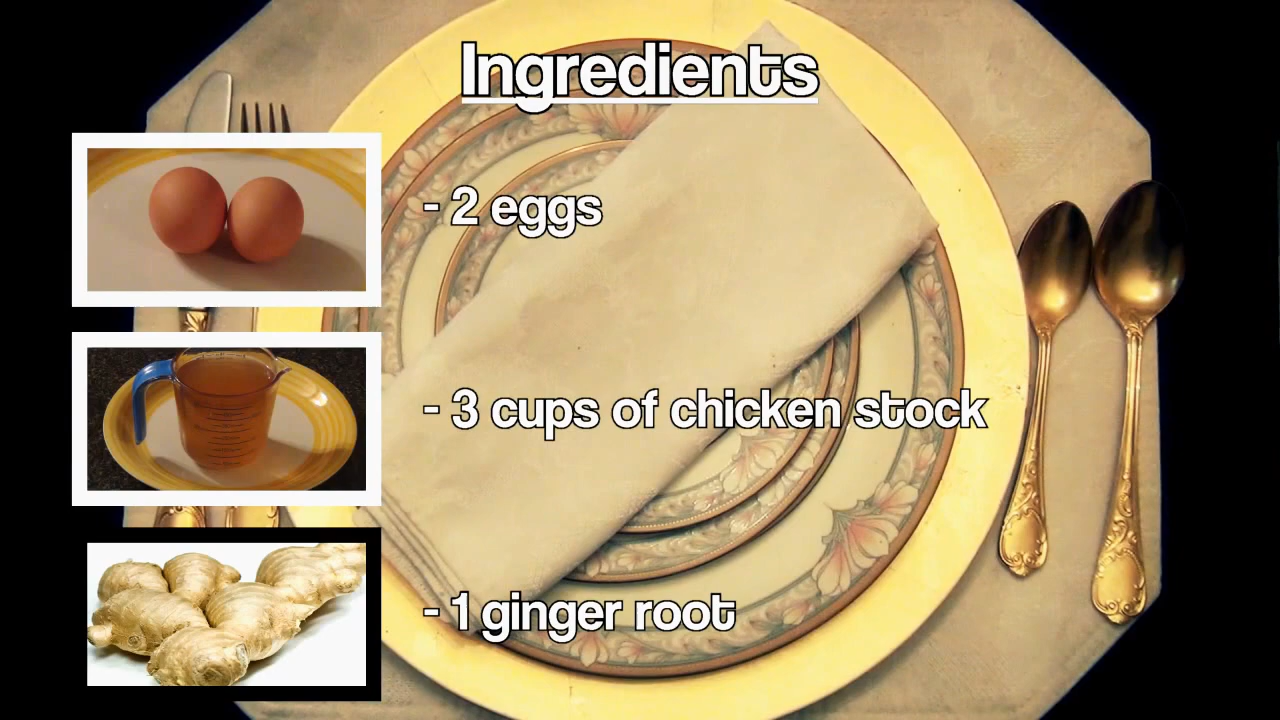 Ingredients
- 2 eggs
- 3 cups of chicken stock
- 1 ginger root